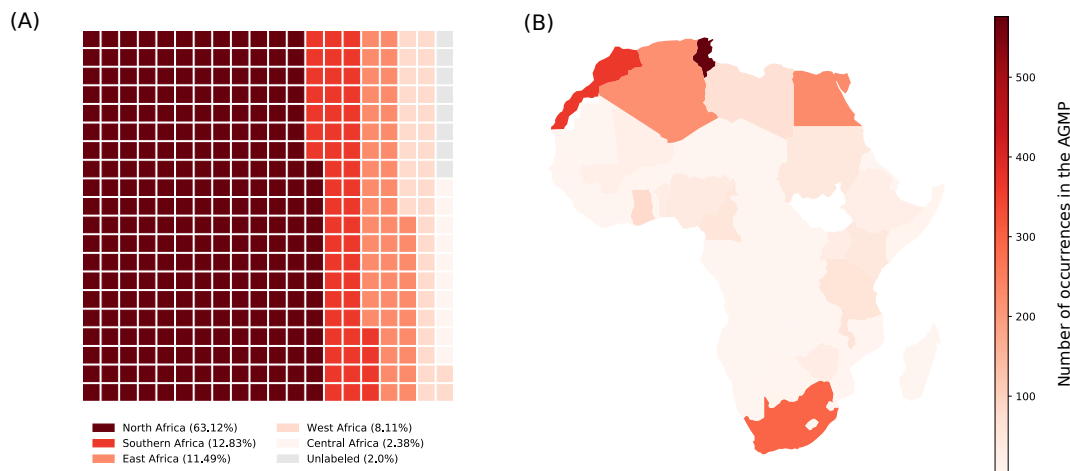 (A)
North Africa (63.12%)
Southern Africa (12.83%)
East Africa (11.49%)
West Africa (8.11%)
Central Africa (2.38%)
Unlabeled (2.0%)
(B)
500
400
300
200
100
Number of occurrences in the AGMP